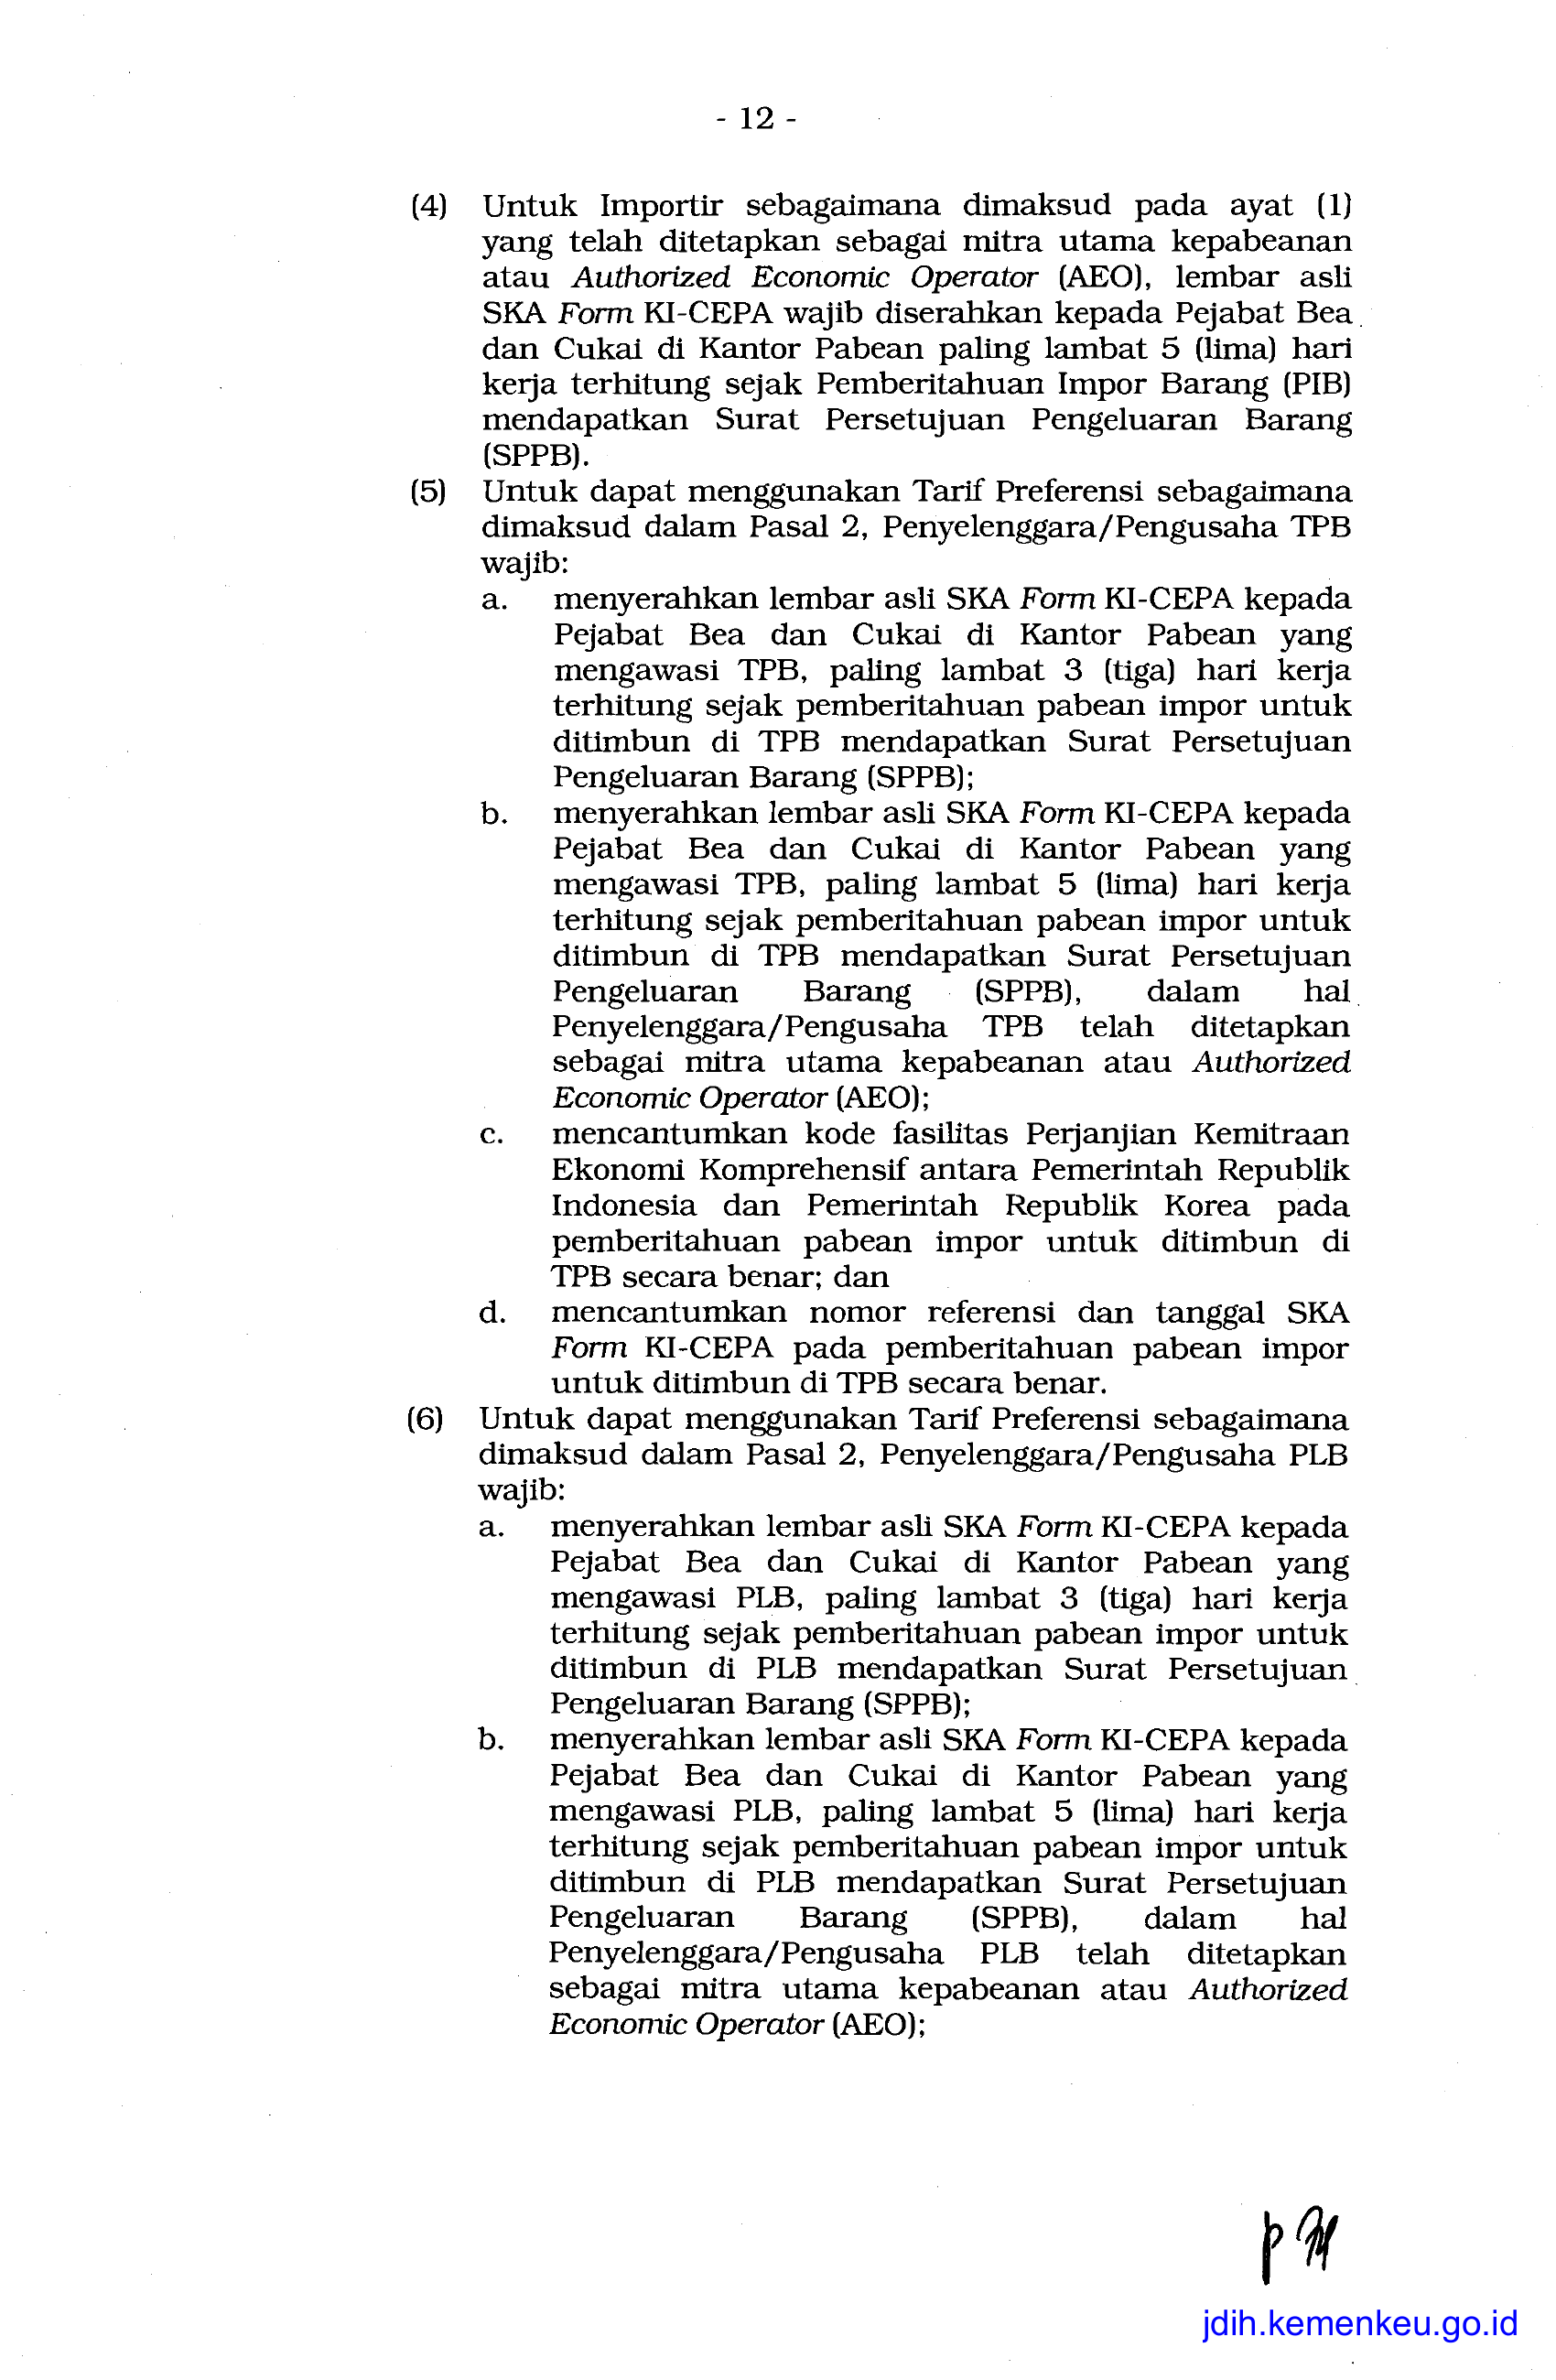 - 12 -
(4) Untuk Importir sebagaimana dimaksud pada ayat (1)
yang telah ditetapkan sebagai mitra utama kepabeanan
atau Authorized Economic Operator (AEO), lembar asli
SKA Form KI-CEPA wajib diserahkan kepada Pejabat Bea
dan Cukai di Kantor Pabean paling lambat 5 (lima) hari
kerja terhitung sejak Pemberitahuan Impor Barang (PIB)
mendapatkan Surat Persetujuan Pengeluaran Barang
(SPPB).
(5) Untuk dapat menggunakan Tarif Preferensi sebagaimana
dimaksud dalam Pasal 2, Penyelenggara/Pengusaha TPB
wajib:
a. menyerahkan lembar asli SKA Form KI-CEPA kepada
Pejabat Bea dan Cukai di Kantor Pabean yang
mengawasi TPB, paling lambat 3 (tiga) hari kerja
terhitung sejak pemberitahuan pabean impor untuk
ditimbun di TPB mendapatkan Surat Persetujuan
Pengeluaran Barang (SPPB);
b. menyerahkan lembar asli SKA Form KI-CEPA kepada
Pejabat Bea dan Cukai di Kantor Pabean yang
mengawasi TPB, paling lambat 5 (lima) hari kerja
terhitung sejak pemberitahuan pabean impor untuk
ditimbun di TPB mendapatkan Surat Persetujuan
Pengeluaran Barang (SPPB), dalam hal
Penyelenggara/Pengusaha TPB telah ditetapkan
sebagai mitra utama kepabeanan atau Authorized
Economic Operator (AEO);
c. mencantumkan kode fasilitas Perjanjian Kemitraan
Ekonomi Komprehensif antara Pemerintah Republik
Indonesia dan Pemerintah Republik Korea pada
pemberitahuan pabean impor untuk ditimbun di
TPB secara benar; dan
d. mencantumkan nomor referensi dan tanggal SKA
Form KI-CEPA pada pemberitahuan pabean impor
untuk ditimbun di TPB secara benar.
(6) Untuk dapat menggunakan Tarif Preferensi sebagaimana
dimaksud dalam Pasal 2, Penyelenggara/Pengusaha PLB
wajib:
a. menyerahkan lembar asli SKA Form KI-CEPA kepada
Pejabat Bea dan Cukai di Kantor Pabean yang
mengawasi PLB, paling lambat 3 (tiga) hari kerja
terhitung sejak pemberitahuan pabean impor untuk
ditimbun di PLB mendapatkan Surat Persetujuan
Pengeluaran Barang (SPPB);
b. menyerahkan lembar asli SKA Form KI-CEPA kepada
Pejabat Bea dan Cukai di Kantor Pabean yang
mengawasi PLB, paling lambat 5 (lima) hari kerja
terhitung sejak pemberitahuan pabean impor untuk
ditimbun di PLB mendapatkan Surat Persetujuan
Pengeluaran Barang (SPPB), dalam hal
Penyelenggara/Pengusaha PLB telah ditetapkan
sebagai mitra utama kepabeanan atau Authorized
Economic Operator (AEO);
jdih.kemenkeu.go.id